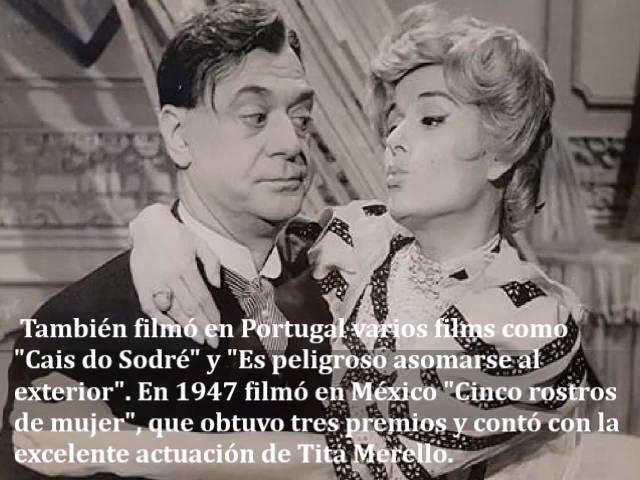 También filmó en Portugal varios films como
"Cais do Sodré" y "Es peligroso asomarse al
exterior". En 1947 filmó en México "Cinco rostros
de mujer", que obtuvo tres premios y contó con la
excelente actuación de Tita Merello.